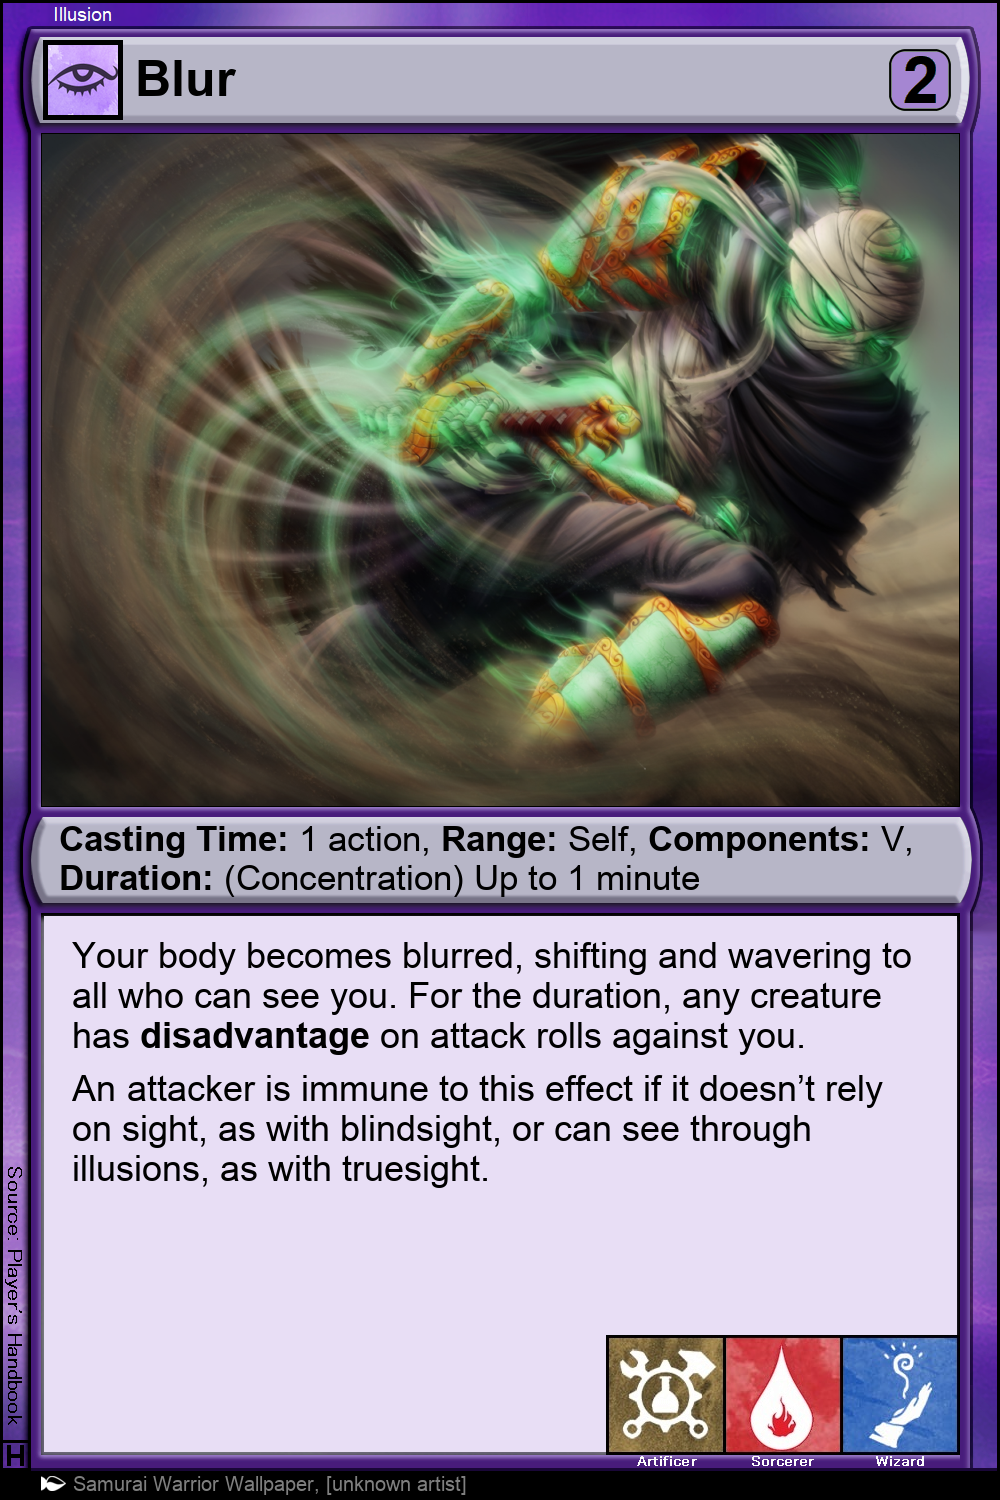 Illusion
Blur
2
Casting Time: 1 action, Range: Self, Components: V,
Duration: (Concentration) Up to 1 minute
Your body becomes blurred, shifting and wavering to
all who can see you. For the duration, any creature
has disadvantage on attack rolls against you.
An attacker is immune to this effect if it doesn’t rely
on sight, as with blindsight, or can see through
illusions, as with truesight.
Source: Player's Handbook
H
Artificer
Sorcerer
Wizard
Samurai Warrior Wallpaper, [unknown artist]